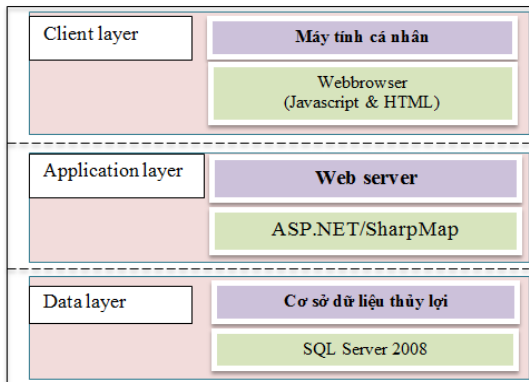 Client layer
Máy tính cá nhân
Webbrowser
(Javascript & HTML)
Application layer
Web server
ASP.NET/SharpMap
Data layer
Cơ sở dữ liệu thủy lợi
SQL Server 2008